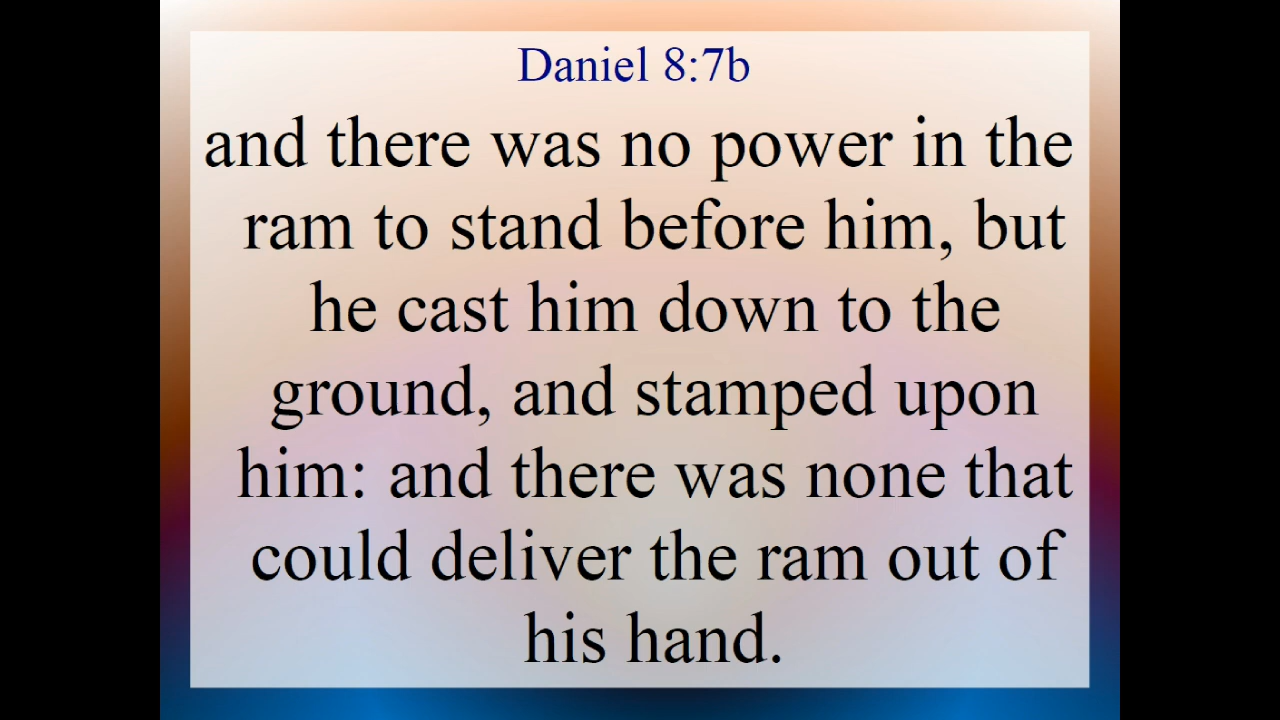 Daniel 8:7b
and there was no power in the
ram to stand before him, but
he cast him down to the
ground, and stamped upon
him: and there was none that
could deliver the ram out of
his hand.